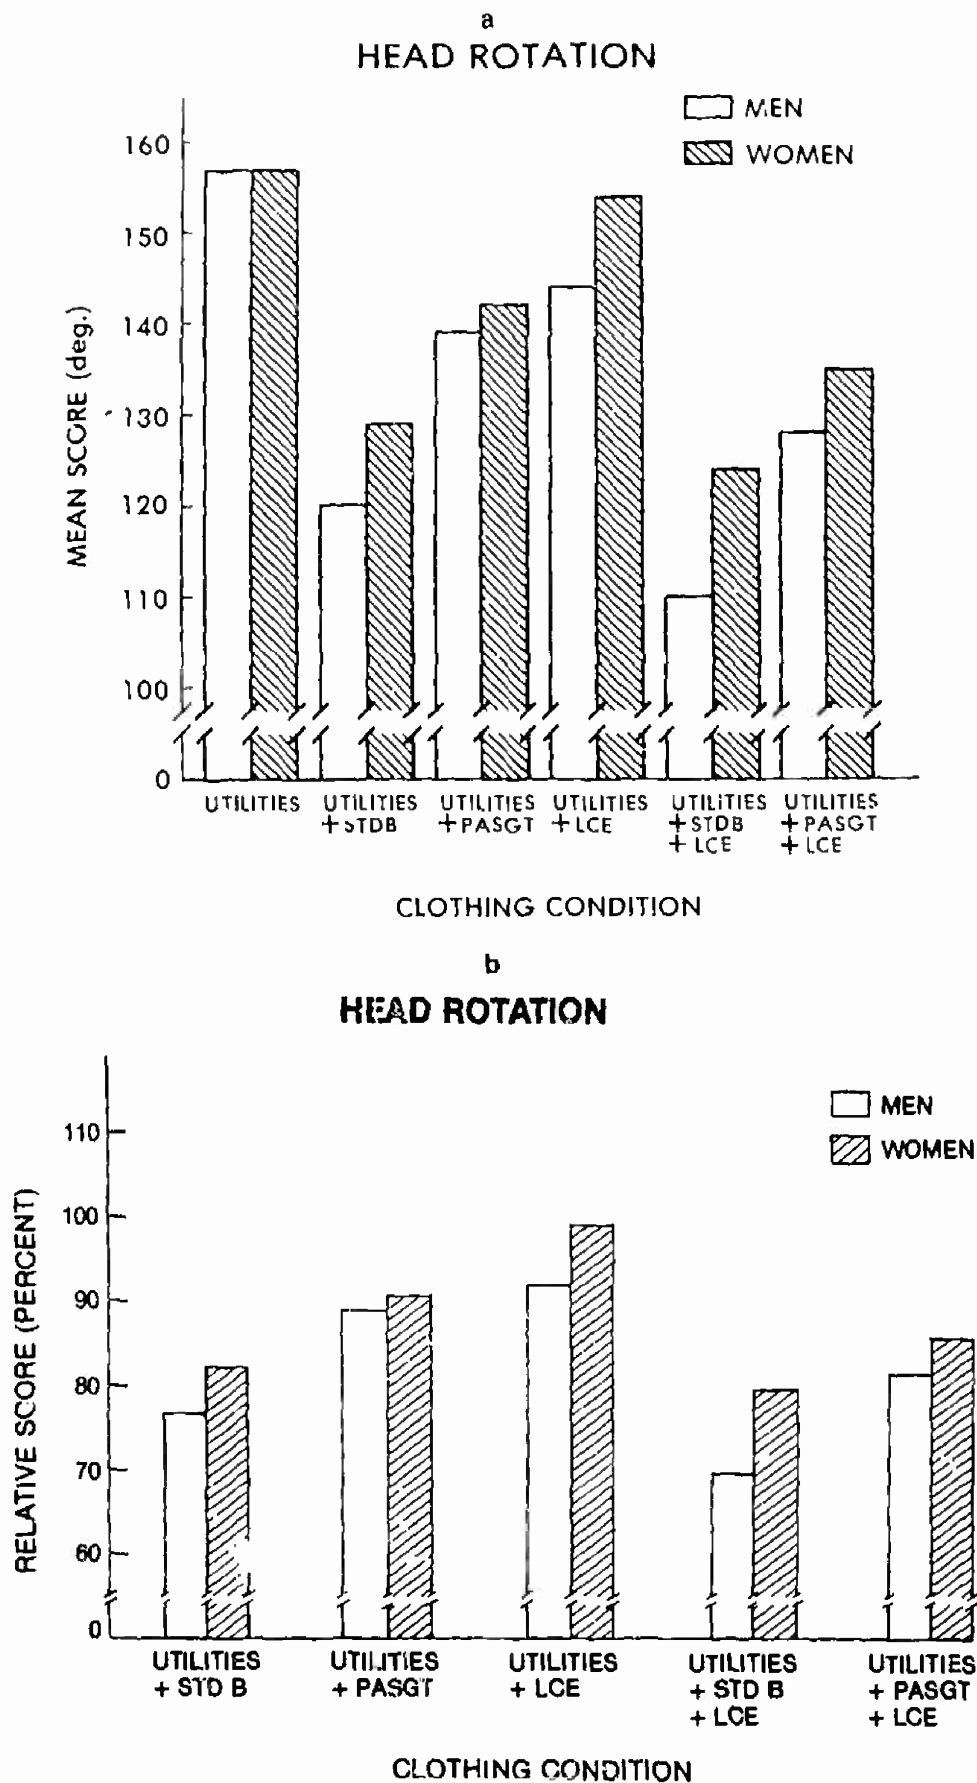 a
HEAD ROTATION
MEN
WOMEN
MEAN SCORE (deg.)
160
150
140
130
120
110
100
0
UTILITIES
UTILITIES
+ STDB
UTILITIES
+ PASGT
UTILITIES
+ LCE
UTILITIES
+ STDB
+ LCE
UTILITIES
+ PASGT
+ LCE
CLOTHING CONDITION
b
HEAD ROTATION
MEN
WOMEN
RELATIVE SCORE (PERCENT)
110
100
90
80
70
60
0
UTILITIES
+ STD B
UTILITIES
+ PASGT
UTILITIES
+ LCE
UTILITIES
+ STD B
+ LCE
UTILITIES
+ PASGT
+ LCE
CLOTHING CONDITION